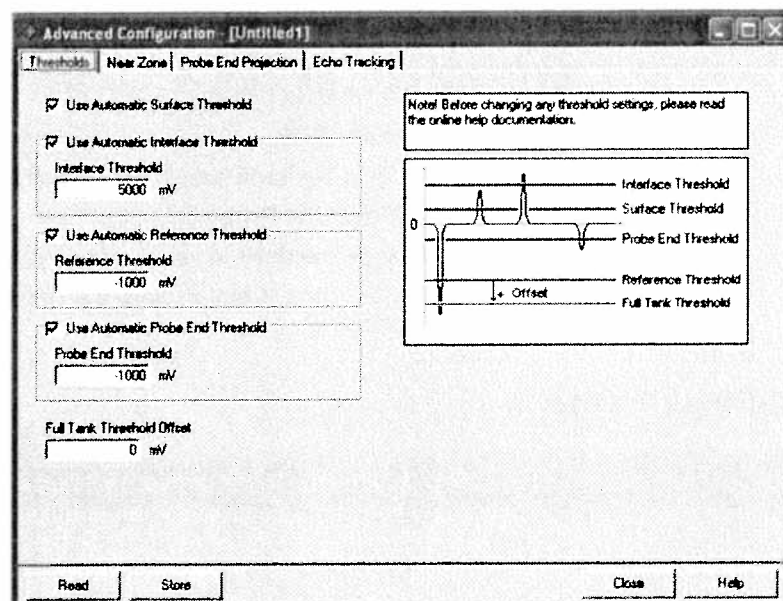 Advanced Configuration - [Untitled1]
Thresholds
Near Zone
Probe End Projection
Echo Tracking
Use Automatic Surface Threshold
Use Automatic Interface Threshold
Interface Threshold
5000 mV
Use Automatic Reference Threshold
Reference Threshold
-1000 mV
Use Automatic Probe End Threshold
Probe End Threshold
-1000 mV
Full Tank Threshold Offset
0 mV
Note! Before changing any threshold settings, please read
the online help documentation.
Interface Threshold
Surface Threshold
0
Probe End Threshold
Reference Threshold
+ Offset
Full Tank Threshold
Read
Store
Close
Help